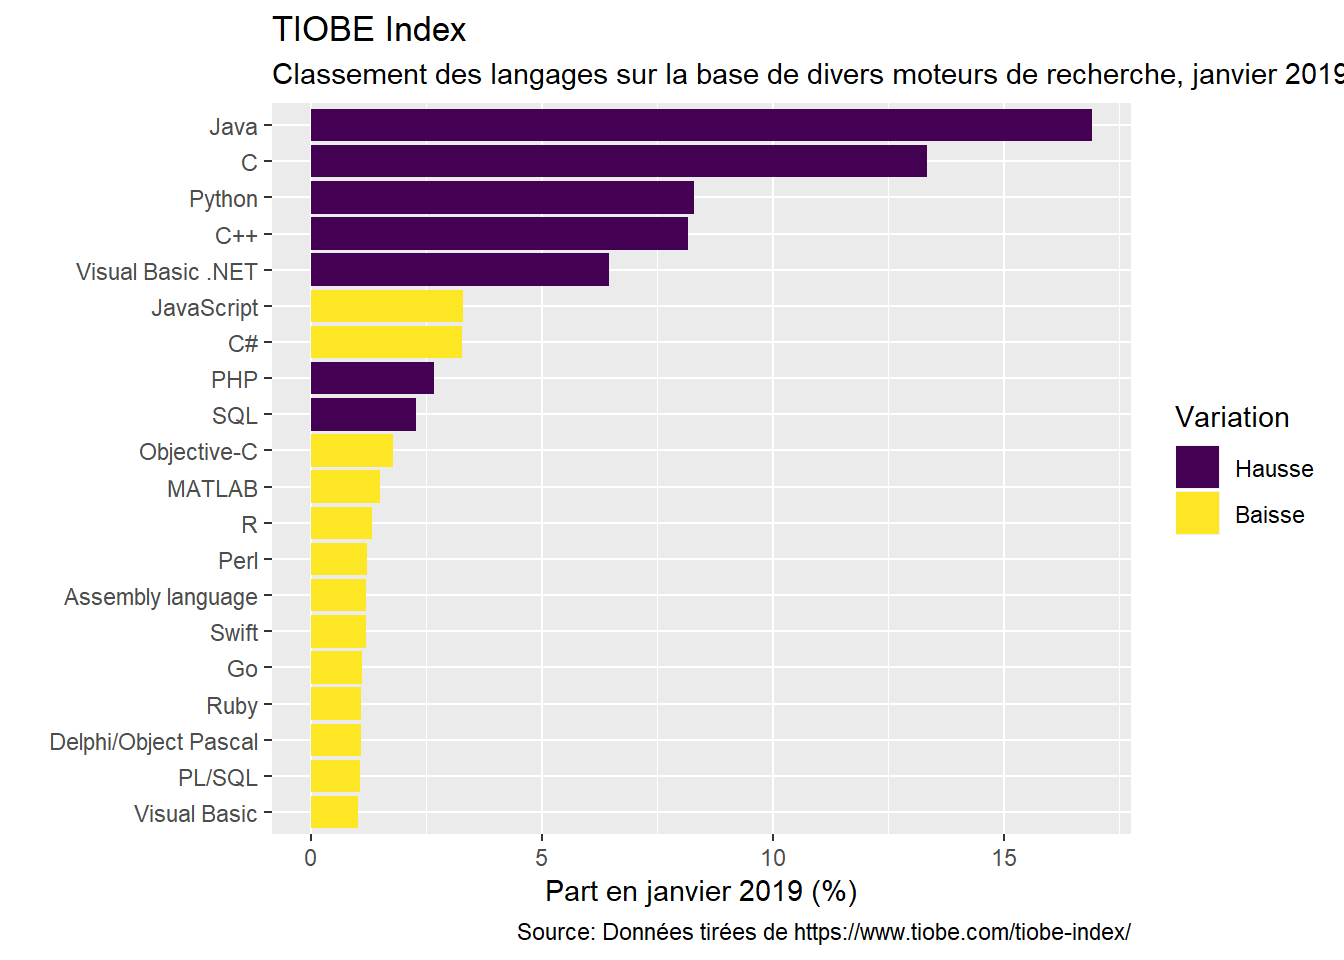 TIOBE Index
Classement des langages sur la base de divers moteurs de recherche, janvier 2019
Java
C
Python
C++
Visual Basic .NET
JavaScript
C#
PHP
SQL
Objective-C
MATLAB
R
Perl
Assembly language
Swift
Go
Ruby
Delphi/Object Pascal
PL/SQL
Visual Basic
0 5 10 15
Part en janvier 2019 (%)
Source: Données tirées de https://www.tiobe.com/tiobe-index/
Variation
Hausse
Baisse